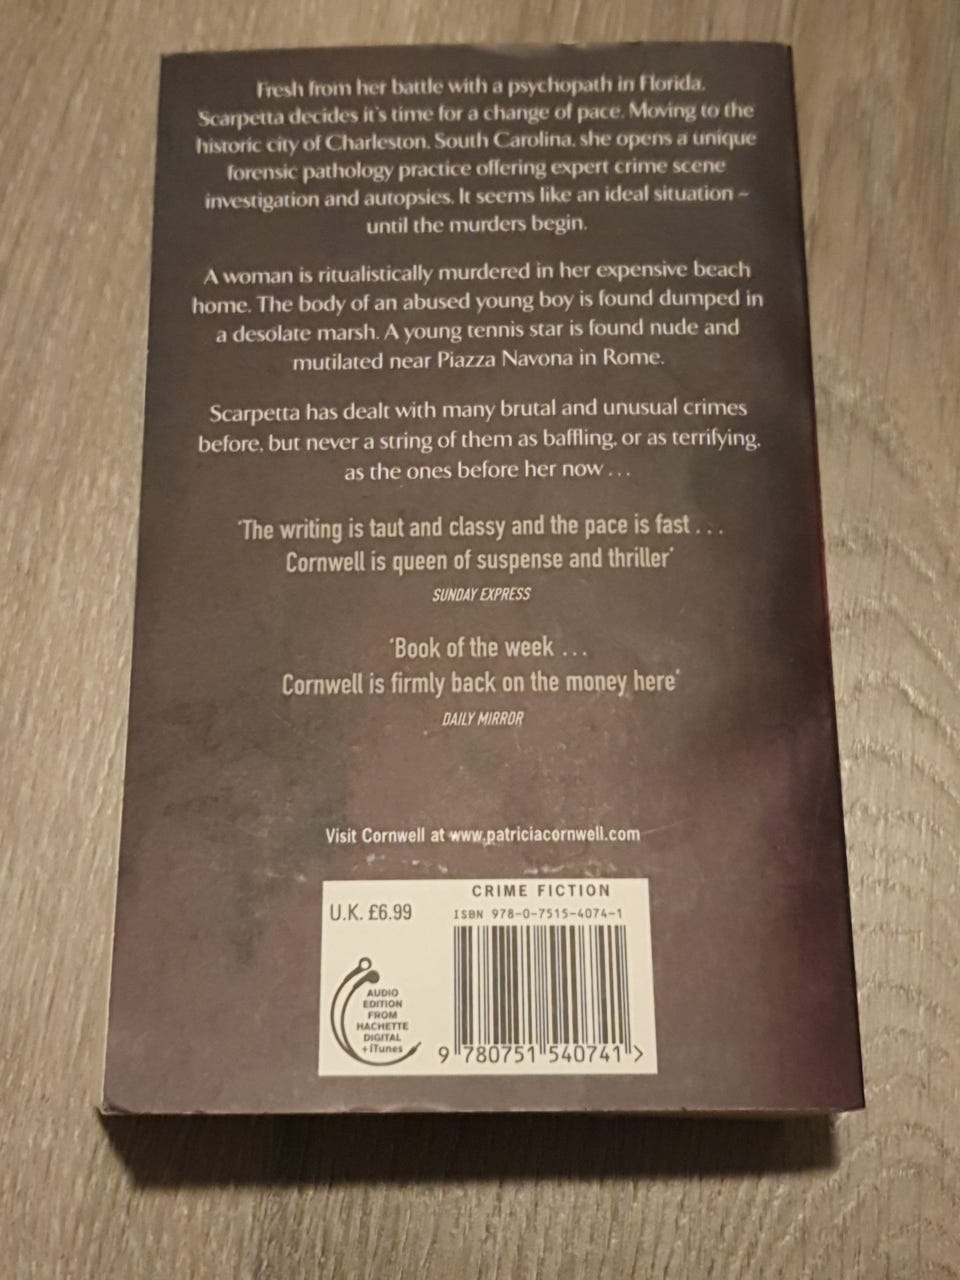 Fresh from her battle with a psychopath in Florida,
Scarpetta decides it's time for a change of pace. Moving to the
historic city of Charleston, South Carolina, she opens a unique
forensic pathology practice offering expert crime scene
investigation and autopsies. It seems like an ideal situation –
until the murders begin.
A woman is ritualistically murdered in her expensive beach
home. The body of an abused young boy is found dumped in
a desolate marsh. A young tennis star is found nude and
mutilated near Piazza Navona in Rome.
Scarpetta has dealt with many brutal and unusual crimes
before, but never a string of them as baffling, or as terrifying,
as the ones before her now . . .
'The writing is taut and classy and the pace is fast . . .
Cornwell is queen of suspense and thriller'
SUNDAY EXPRESS
'Book of the week . . .
Cornwell is firmly back on the money here'
DAILY MIRROR
Visit Cornwell at www.patriciacornwell.com
CRIME FICTION
U.K. £6.99
ISBN 978-0-7515-4074-1
AUDIO
EDITION
FROM
HACHETTE
DIGITAL
+ iTunes
9 780751 540741 >